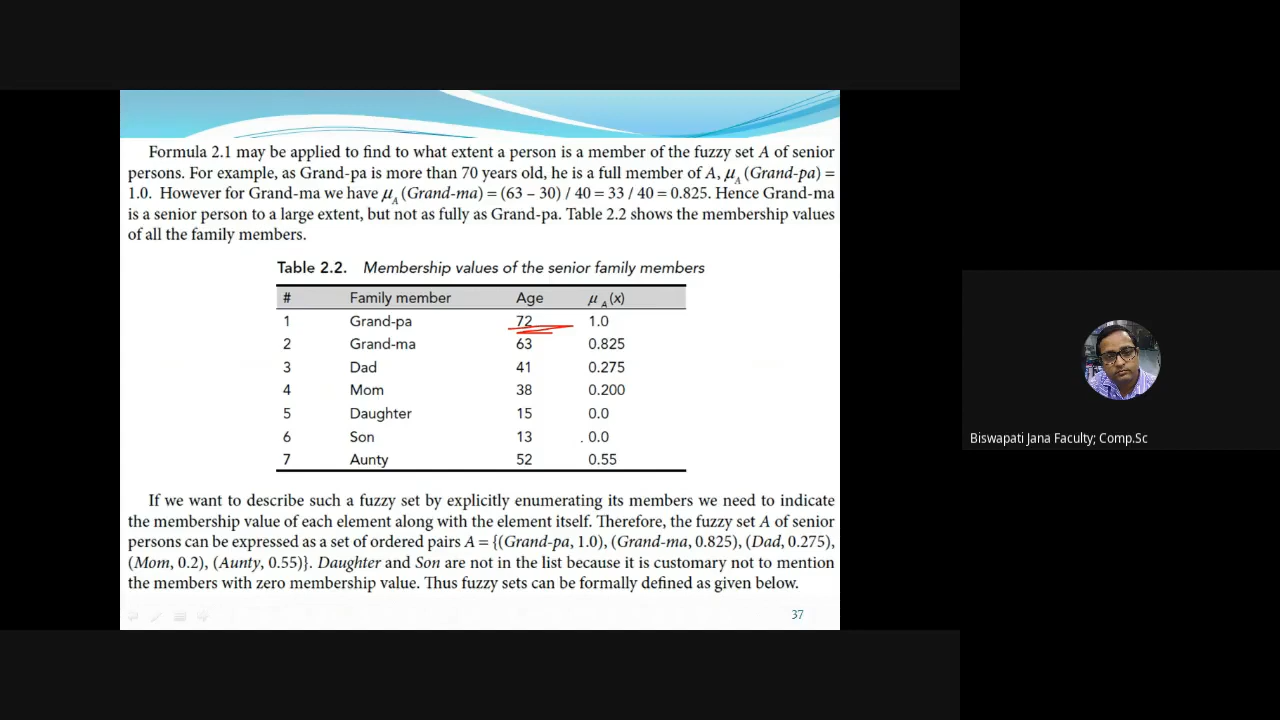 Formula 2.1 may be applied to find to what extent a person is a member of the fuzzy set A of senior
persons. For example, as Grand-pa is more than 70 years old, he is a full member of A, μA (Grand-pa) =
1.0. However for Grand-ma we have μA (Grand-ma) = (63 – 30) / 40 = 33 / 40 = 0.825. Hence Grand-ma
is a senior person to a large extent, but not as fully as Grand-pa. Table 2.2 shows the membership values
of all the family members.
Table 2.2. Membership values of the senior family members
# Family member Age μ A (x)
1 Grand-pa 72 1.0
2 Grand-ma 63 0.825
3 Dad 41 0.275
4 Mom 38 0.200
5 Daughter 15 0.0
6 Son 13 0.0
7 Aunty 52 0.55
If we want to describe such a fuzzy set by explicitly enumerating its members we need to indicate
the membership value of each element along with the element itself. Therefore, the fuzzy set A of senior
persons can be expressed as a set of ordered pairs A = {(Grand-pa, 1.0), (Grand-ma, 0.825), (Dad, 0.275),
(Mom, 0.2), (Aunty, 0.55)}. Daughter and Son are not in the list because it is customary not to mention
the members with zero membership value. Thus fuzzy sets can be formally defined as given below.
37
Biswapati Jana Faculty; Comp.Sc